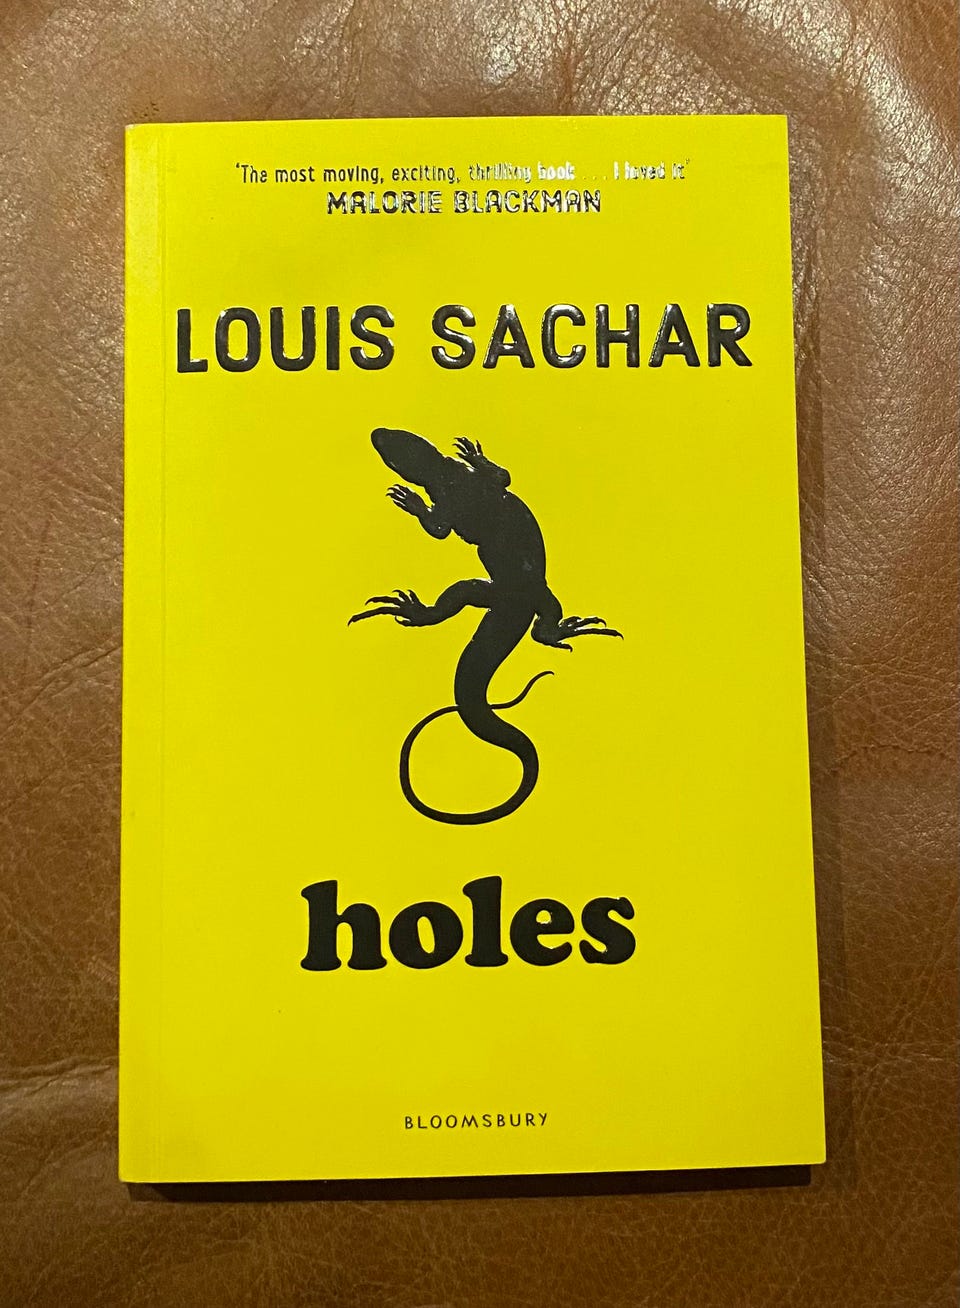 'The most moving, exciting, thrilling book ... I loved it'
MALORIE BLACKMAN
LOUIS SACHAR
holes
BLOOMSBURY